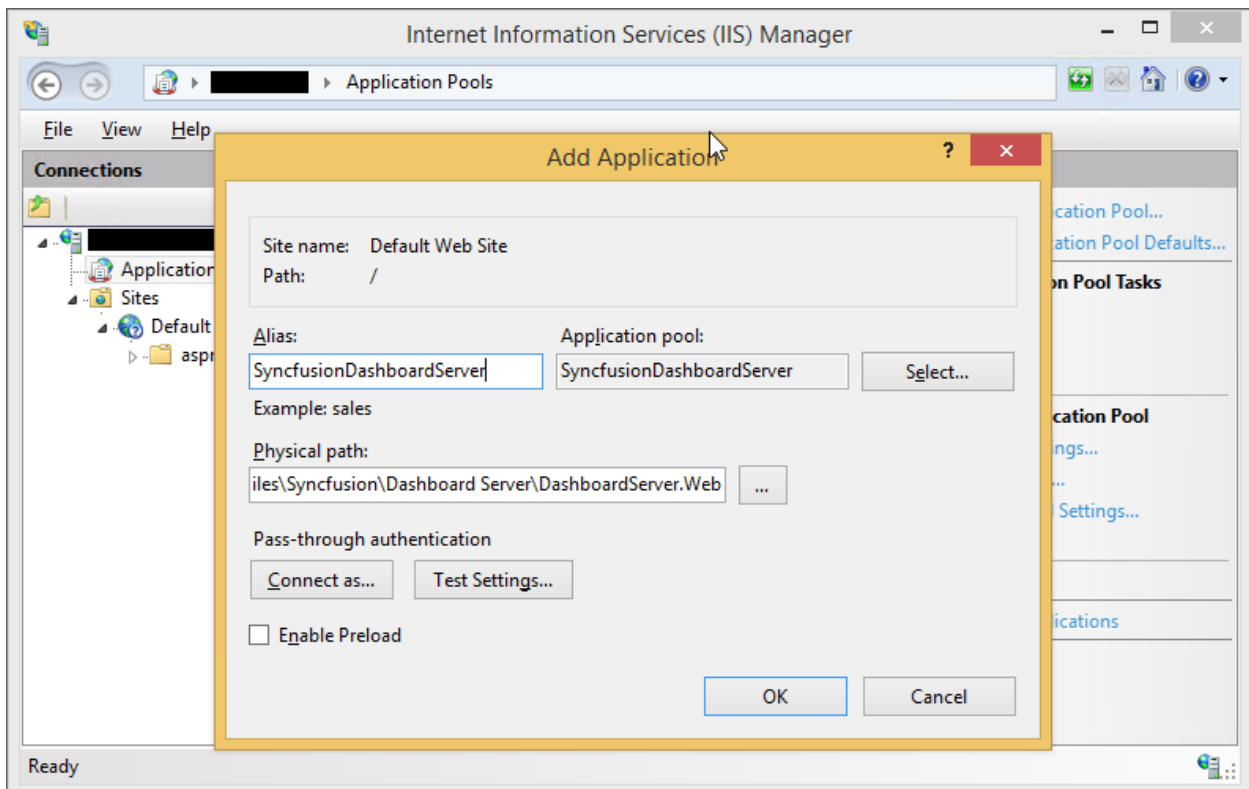 Internet Information Services (IIS) Manager
Application Pools
File View Help
Connections
Application
Sites
Default
aspr
Add Application
?
Site name: Default Web Site
Path: /
Alias:
Application pool:
SyncfusionDashboardServer
SyncfusionDashboardServer
Select...
Example: sales
Physical path:
iles\Syncfusion\Dashboard Server\DashboardServer.Web
...
Pass-through authentication
Connect as...
Test Settings...
Enable Preload
OK
Cancel
ication Pool...
ation Pool Defaults...
on Pool Tasks
cation Pool
ings...
...
l Settings...
ications
Ready